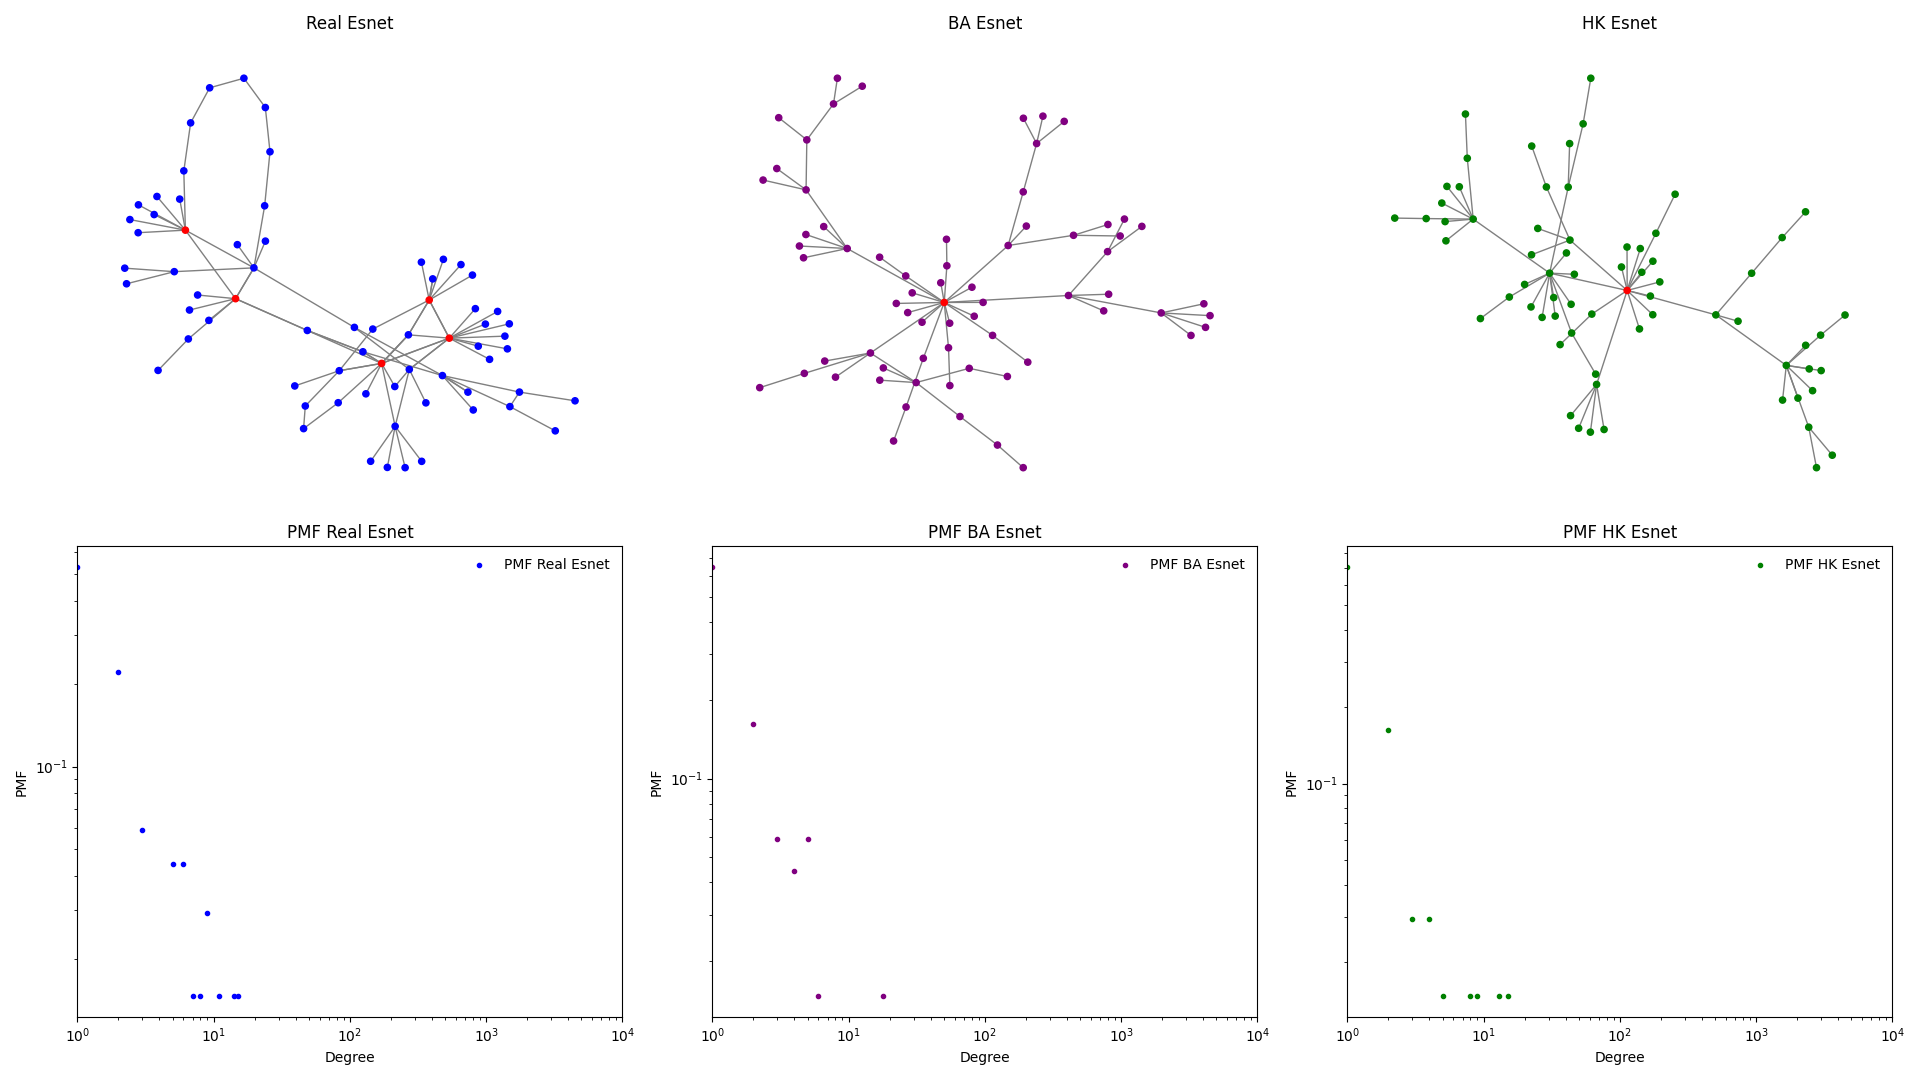 Real Esnet
BA Esnet
HK Esnet
PMF Real Esnet
PMF Real Esnet
PMF
10⁻¹
10⁰ 10¹ 10² 10³ 10⁴
Degree
PMF BA Esnet
PMF BA Esnet
PMF
10⁻¹
10⁰ 10¹ 10² 10³ 10⁴
Degree
PMF HK Esnet
PMF HK Esnet
PMF
10⁻¹
10⁰ 10¹ 10² 10³ 10⁴
Degree